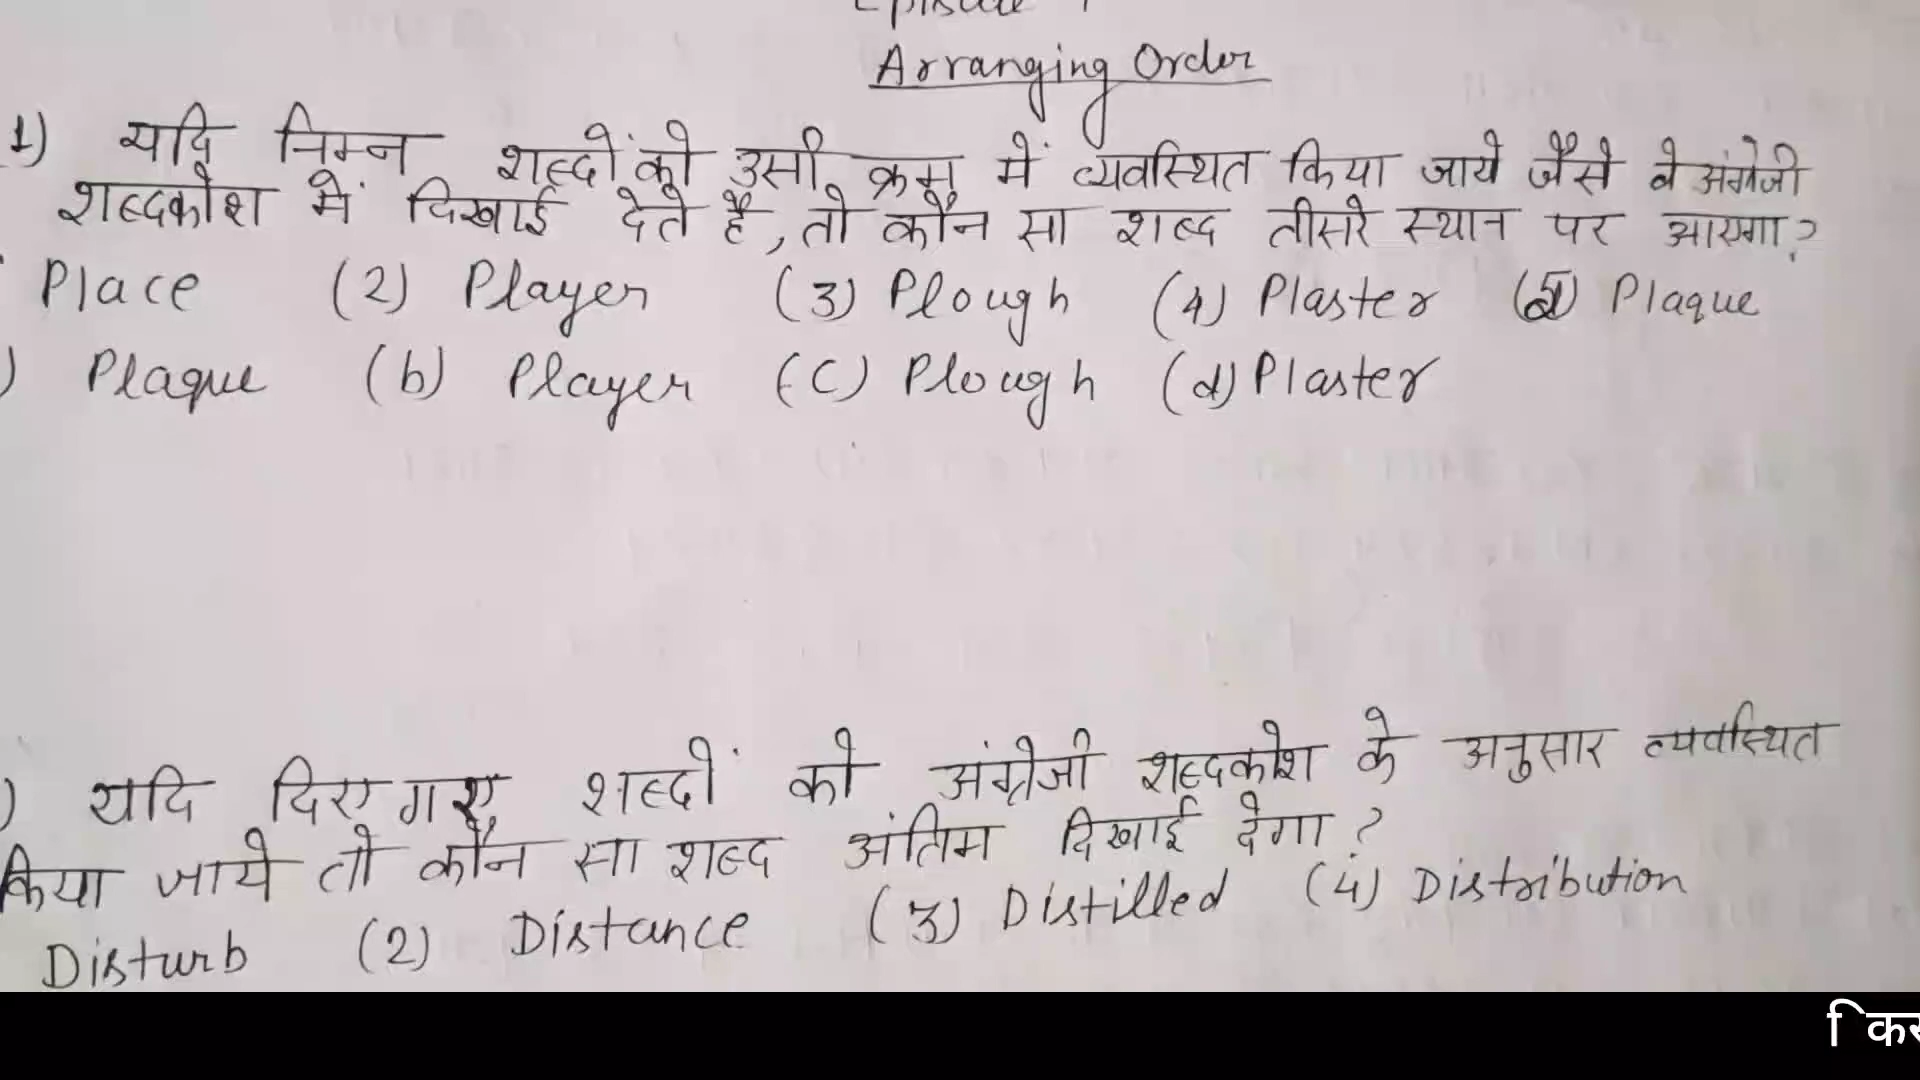 Arranging Order
1) यदि निम्न शब्दों को उसी क्रम में व्यवस्थित किया जाये जैसे वे अंग्रेजी
शब्दकोश में दिखाई देते है, तो कौन सा शब्द तीसरे स्थान पर आएगा?
Place (2) Player (3) Plough (4) Plaster (5) Plaque
) Plaque (b) Player (C) Plough (d) Plaster
) यदि दिए गए शब्दों को अंग्रेजी शब्दकोश के अनुसार व्यवस्थित
किया जाये तो कौन सा शब्द अंतिम दिखाई देगा?
Disturb (2) Distance (3) Distilled (4) Distribution